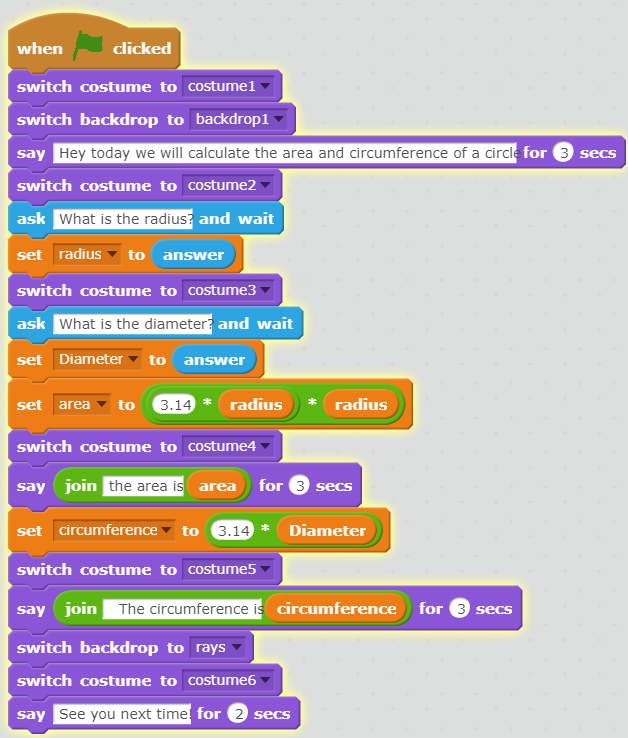 when clicked
switch costume to costume1
switch backdrop to backdrop1
say Hey today we will calculate the area and circumference of a circle for 3 secs
switch costume to costume2
ask What is the radius? and wait
set radius to answer
switch costume to costume3
ask What is the diameter? and wait
set Diameter to answer
set area to 3.14 * radius * radius
switch costume to costume4
say join the area is area for 3 secs
set circumference to 3.14 * Diameter
switch costume to costume5
say join The circumference is circumference for 3 secs
switch backdrop to rays
switch costume to costume6
say See you next time! for 2 secs